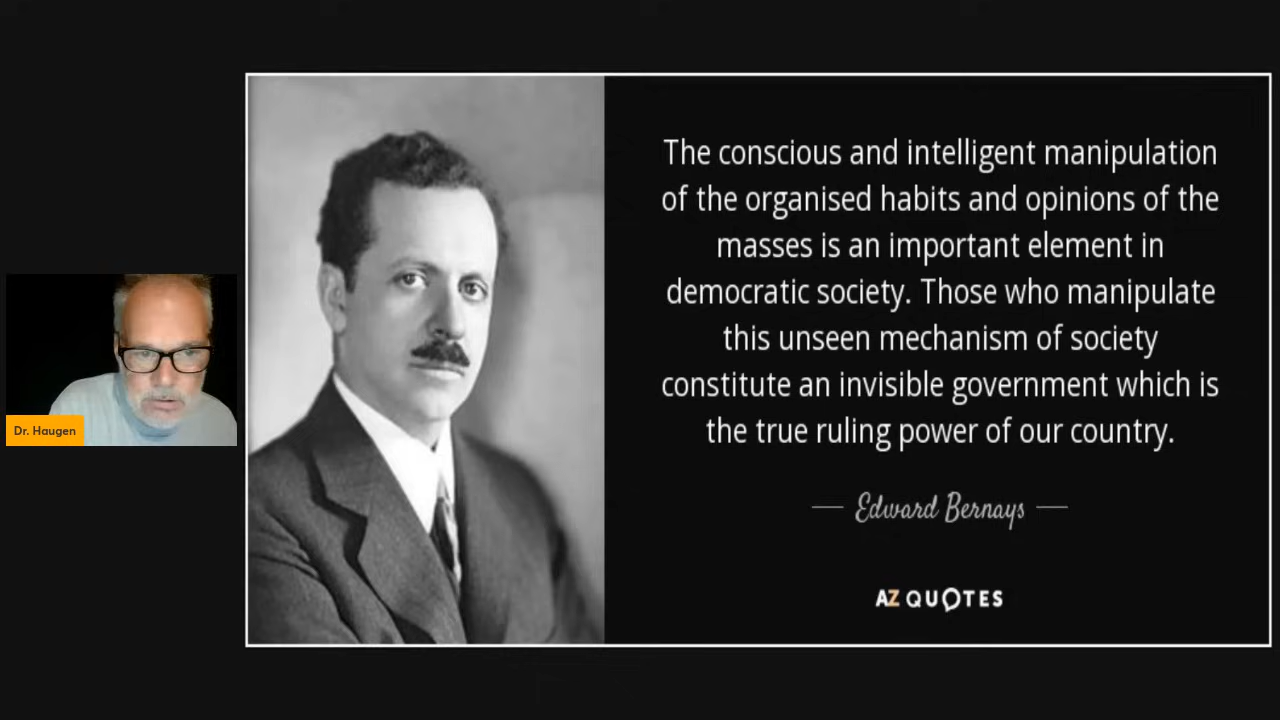 The conscious and intelligent manipulation
of the organised habits and opinions of the
masses is an important element in
democratic society. Those who manipulate
this unseen mechanism of society
constitute an invisible government which is
the true ruling power of our country.
Edward Bernays
AZ QUOTES
Dr. Haugen